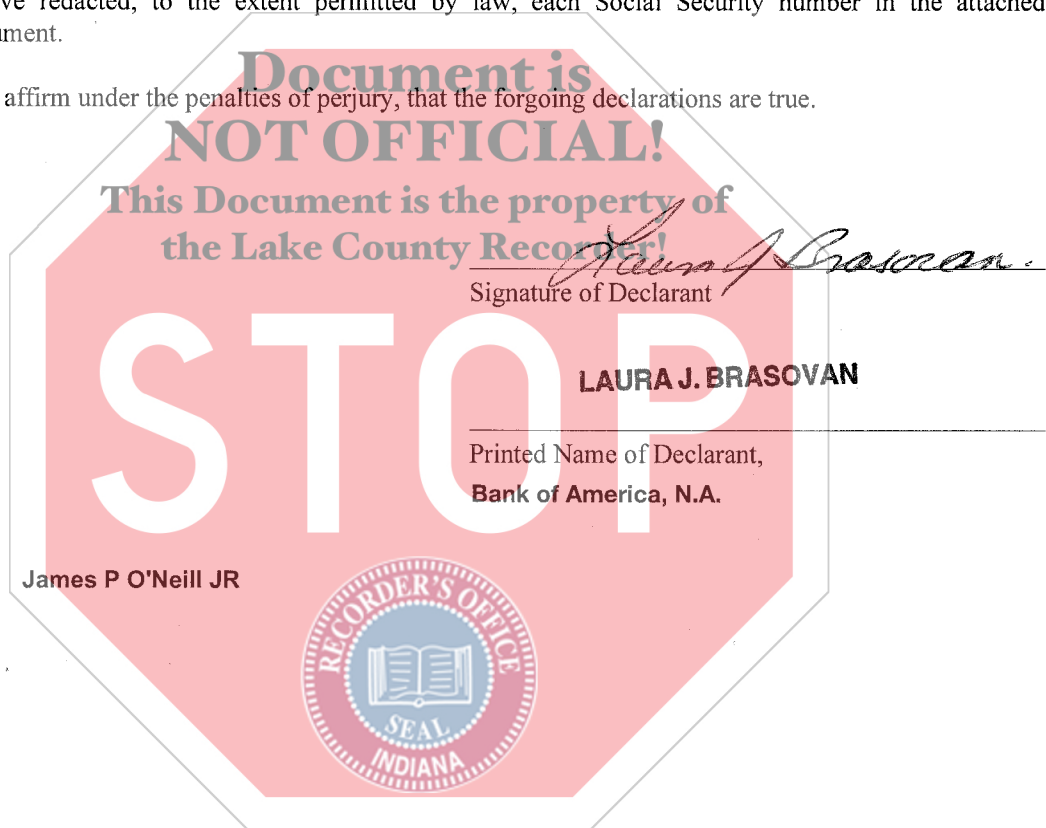 ve redacted, to the extent permitted by law, each Social Security number in the attached
ument.
Document is
affirm under the penalties of perjury, that the forgoing declarations are true.
NOT OFFICIAL!
This Document is the property of
the Lake County Recorder!
Laura J Brasovan.
Signature of Declarant
STOP
LAURA J. BRASOVAN
Printed Name of Declarant,
Bank of America, N.A.
James P O'Neill JR
RECORDER'S OFFICE
SEAL
INDIANA